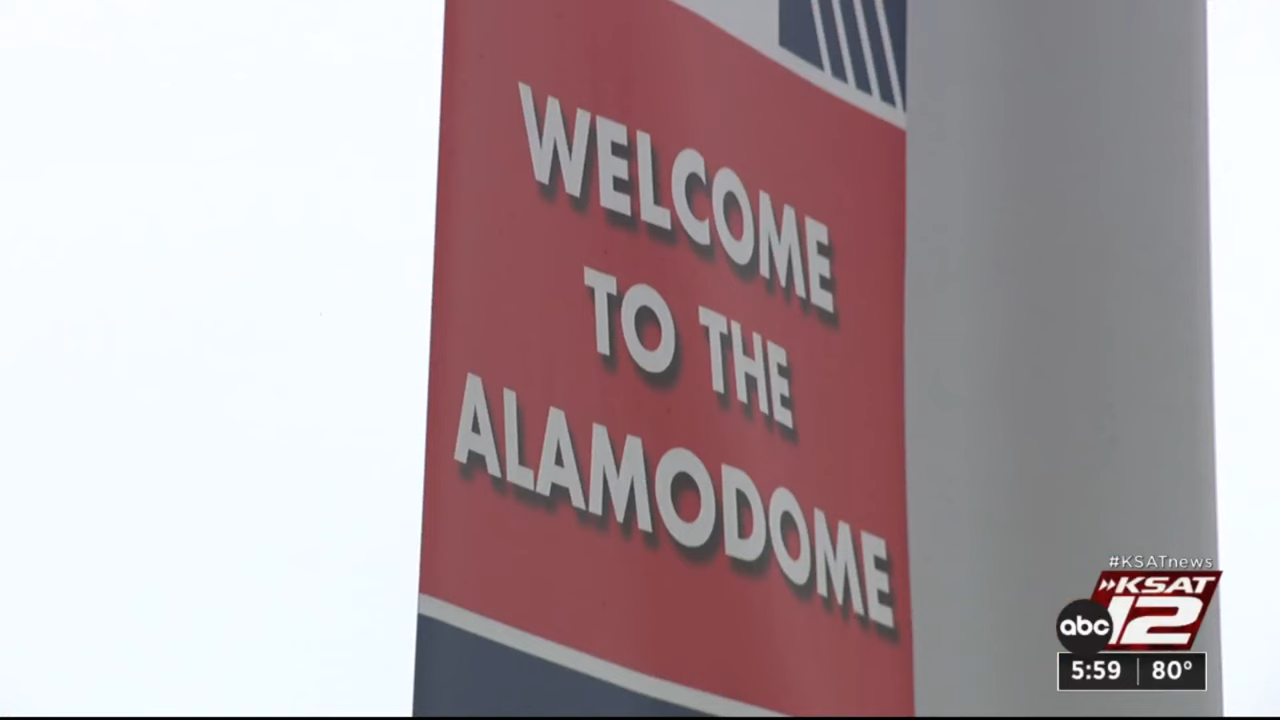 WELCOME
TO THE
ALAMODOME
#KSATnews
KSAT
abc 12
5:59 80°